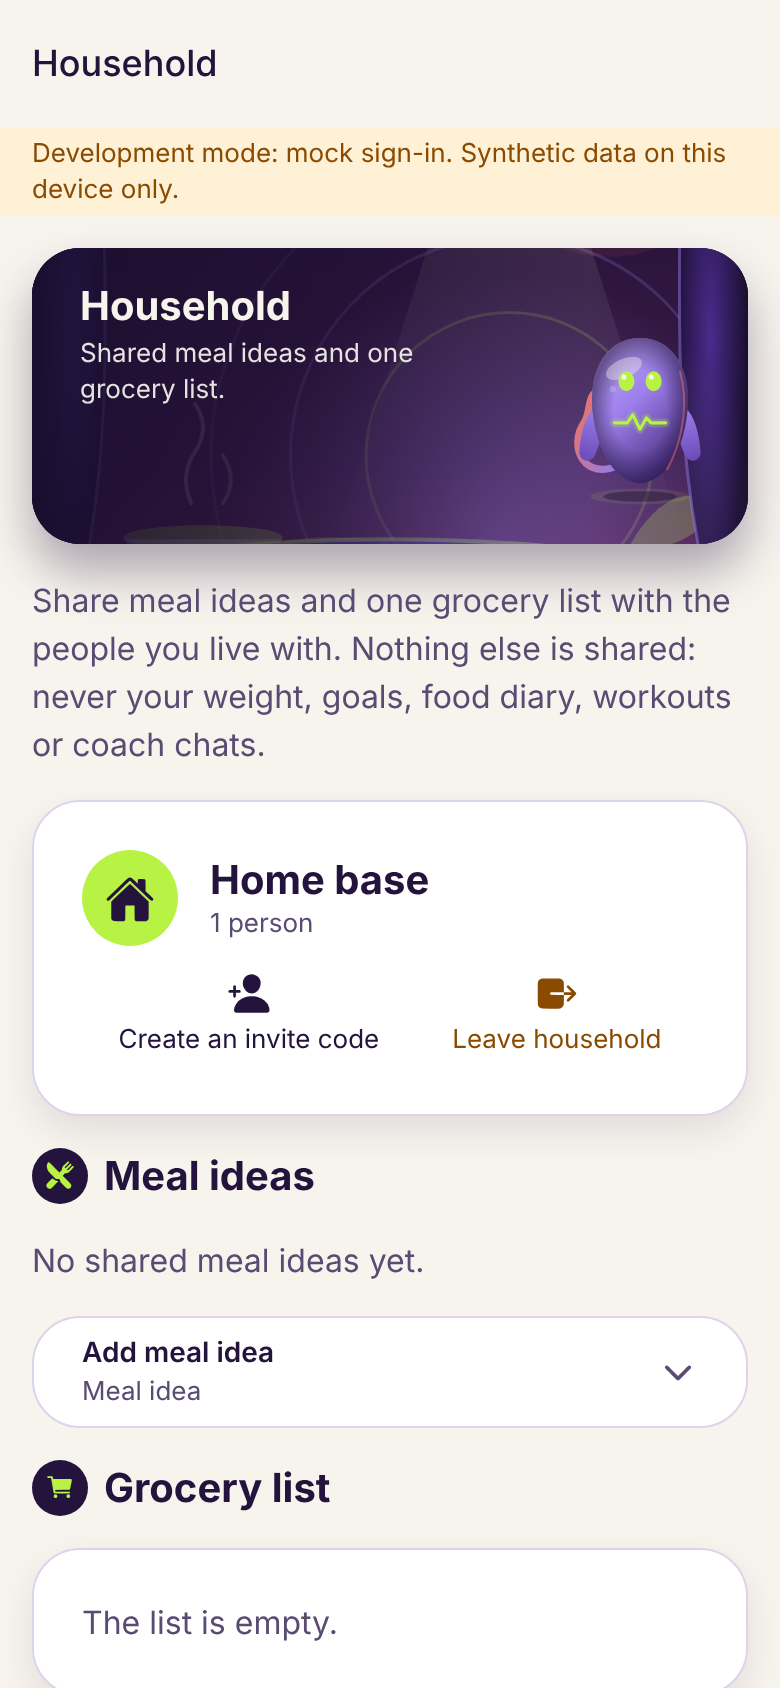 Household
Development mode: mock sign-in. Synthetic data on this
device only.
Household
Shared meal ideas and one
grocery list.
Share meal ideas and one grocery list with the
people you live with. Nothing else is shared:
never your weight, goals, food diary, workouts
or coach chats.
Home base
1 person
Create an invite code
Leave household
Meal ideas
No shared meal ideas yet.
Add meal idea
Meal idea
Grocery list
The list is empty.